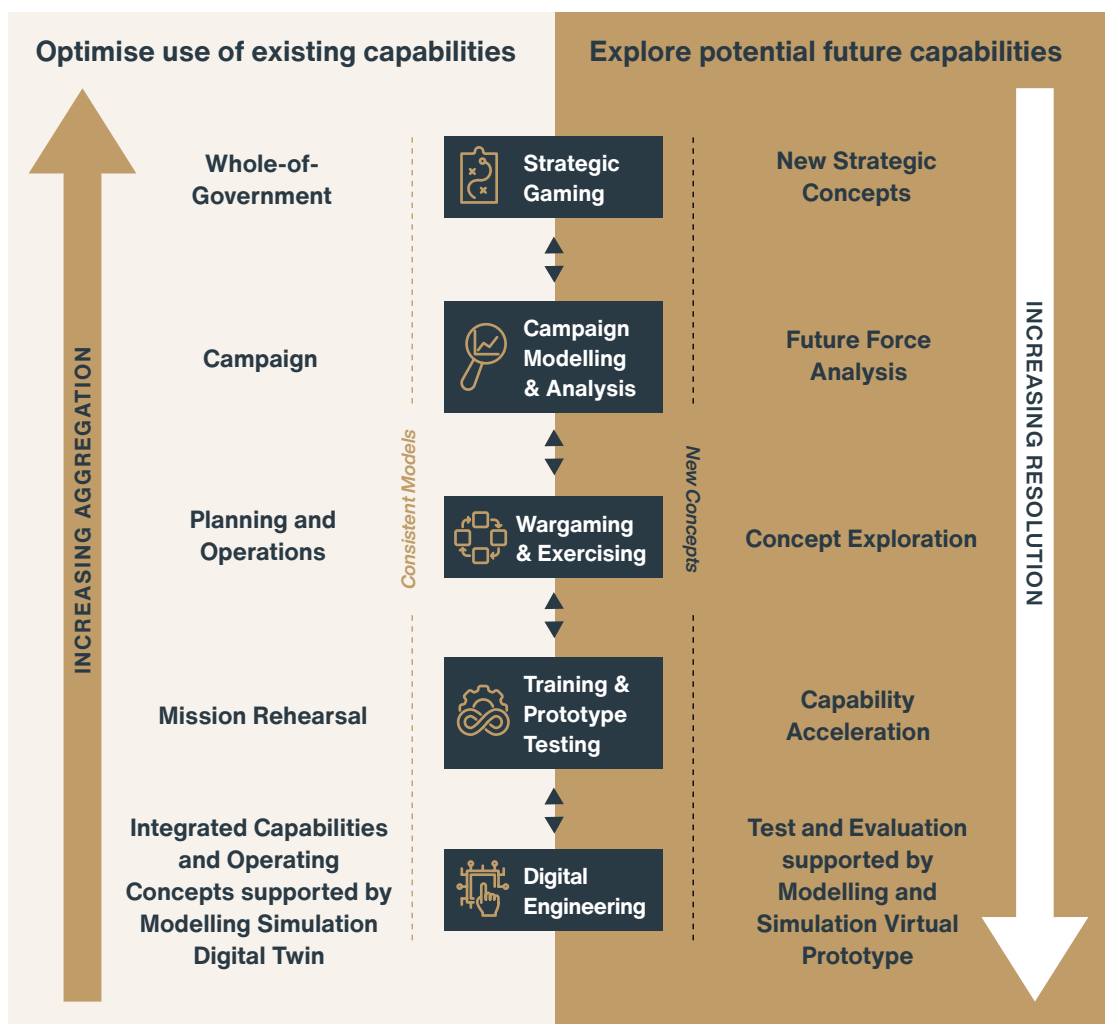 Optimise use of existing capabilities
Explore potential future capabilities
INCREASING AGGREGATION
Whole-of-
Government
Strategic
Gaming
New Strategic
Concepts
Campaign
Campaign
Modelling
& Analysis
Future Force
Analysis
INCREASING RESOLUTION
Consistent Models
New Concepts
Planning and
Operations
Wargaming
& Exercising
Concept Exploration
Mission Rehearsal
Training &
Prototype
Testing
Capability
Acceleration
Integrated Capabilities
and Operating
Concepts supported by
Modelling Simulation
Digital Twin
Digital
Engineering
Test and Evaluation
supported by
Modelling and
Simulation Virtual
Prototype